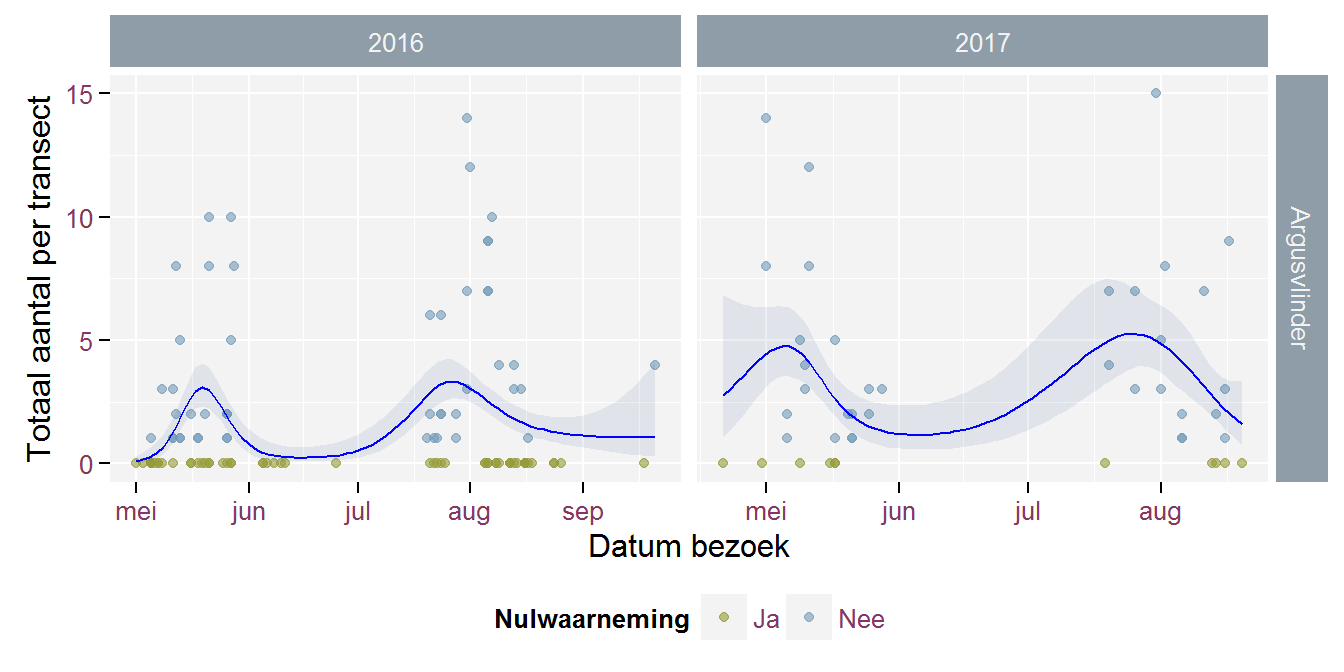 2016
2017
Totaal aantal per transect
15
10
5
0
Argusvlinder
mei jun jul aug sep
mei jun jul aug
Datum bezoek
Nulwaarneming Ja Nee